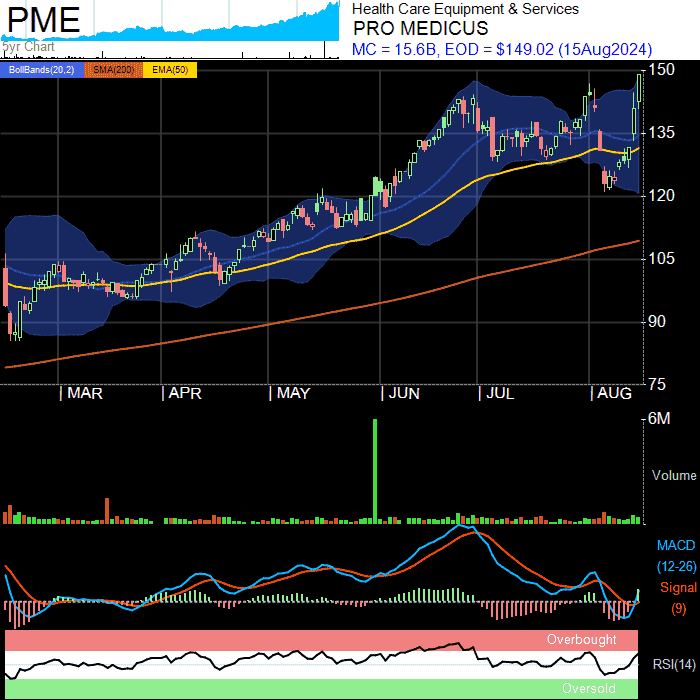 PME
5yr Chart
Health Care Equipment & Services
PRO MEDICUS
MC = 15.6B, EOD = $149.02 (15Aug2024)
BollBands(20,2) SMA(200) EMA(50)
150
135
120
105
90
75
MAR APR MAY JUN JUL AUG
6M
Volume
MACD
(12-26)
Signal
(9)
Overbought
RSI(14)
Oversold